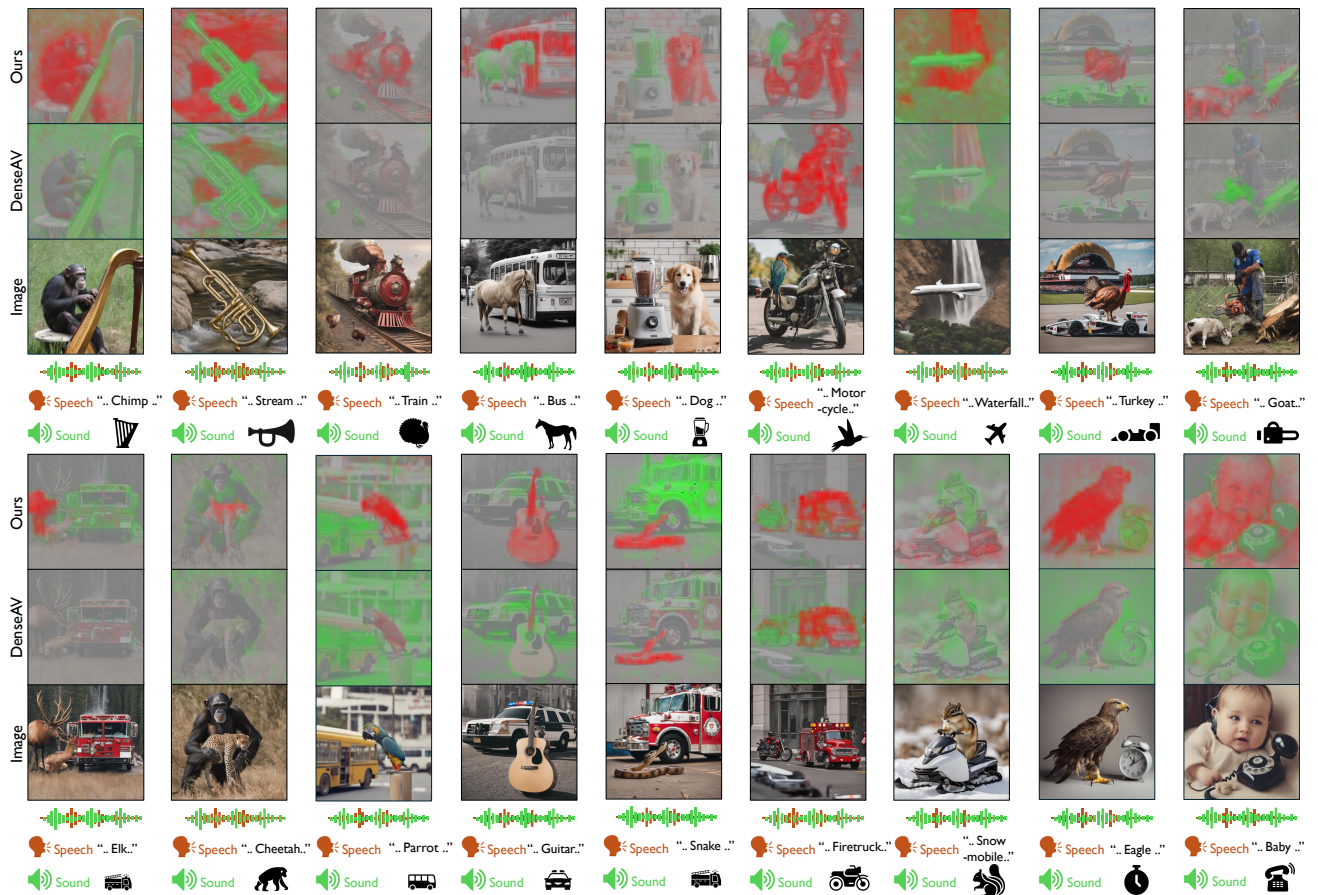 Ours
DenseAV
Image
Speech ".. Chimp .."
Speech ".. Stream .."
Speech "..Train .."
Speech ".. Bus .."
Speech ".. Dog .."
Speech ".. Motor
-cycle.."
Speech "..Waterfall.."
Speech "..Turkey .."
Speech ".. Goat.."
Sound
Sound
Sound
Sound
Sound
Sound
Sound
Sound
Sound
Ours
DenseAV
Image
Speech ".. Elk.."
Speech ".. Cheetah.."
Speech ".. Parrot .."
Speech ".. Guitar.."
Speech ".. Snake .."
Speech ".. Firetruck.."
Speech ".. Snow
-mobile.."
Speech ".. Eagle .."
Speech ".. Baby .."
Sound
Sound
Sound
Sound
Sound
Sound
Sound
Sound
Sound